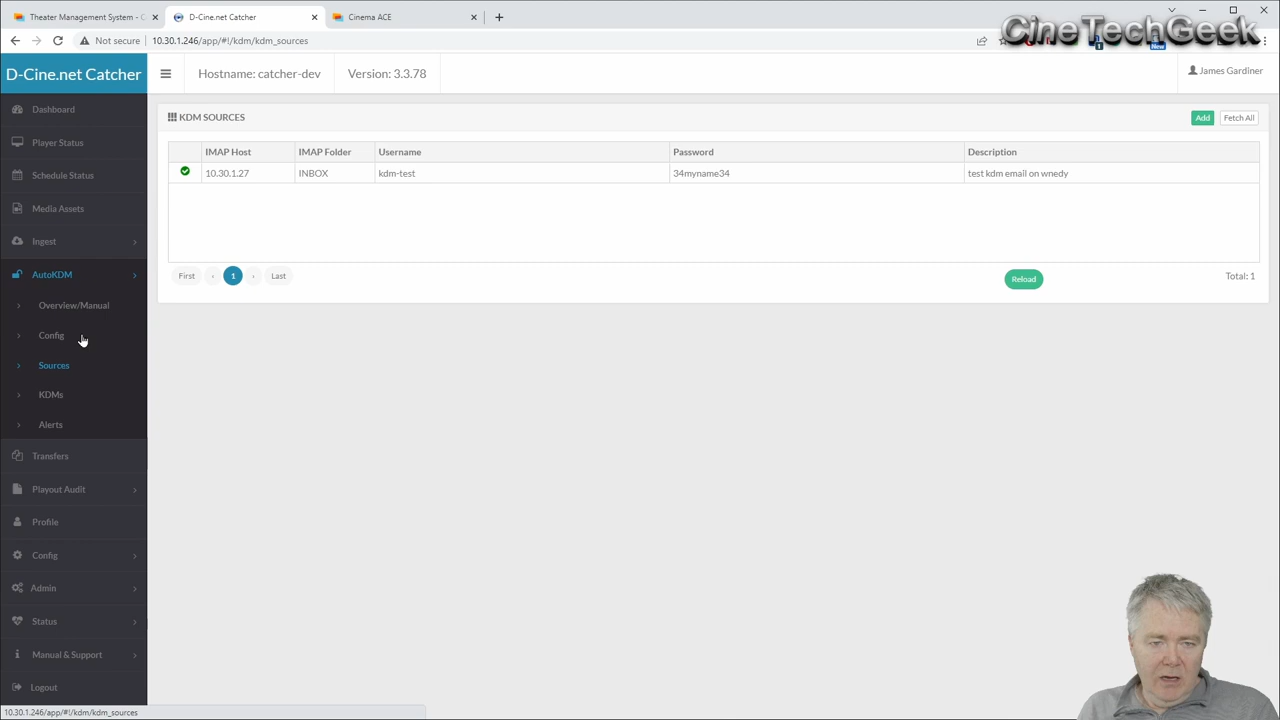 Theater Management System - C
D-Cine.net Catcher
Cinema ACE
CineTechGeek
Not secure
10.30.1.246/app/#!/kdm/kdm_sources
1
New
D-Cine.net Catcher
Hostname: catcher-dev
Version: 3.3.78
James Gardiner
Dashboard
Player Status
Schedule Status
Media Assets
Ingest
AutoKDM
Overview/Manual
Config
Sources
KDMs
Alerts
Transfers
Playout Audit
Profile
Config
Admin
Status
Manual & Support
Logout
KDM SOURCES
Add
Fetch All
IMAP Host IMAP Folder Username Password Description
10.30.1.27 INBOX kdm-test 34myname34 test kdm email on wnedy
First ‹ 1 › Last
Reload
Total: 1
10.30.1.246/app/#!/kdm/kdm_sources